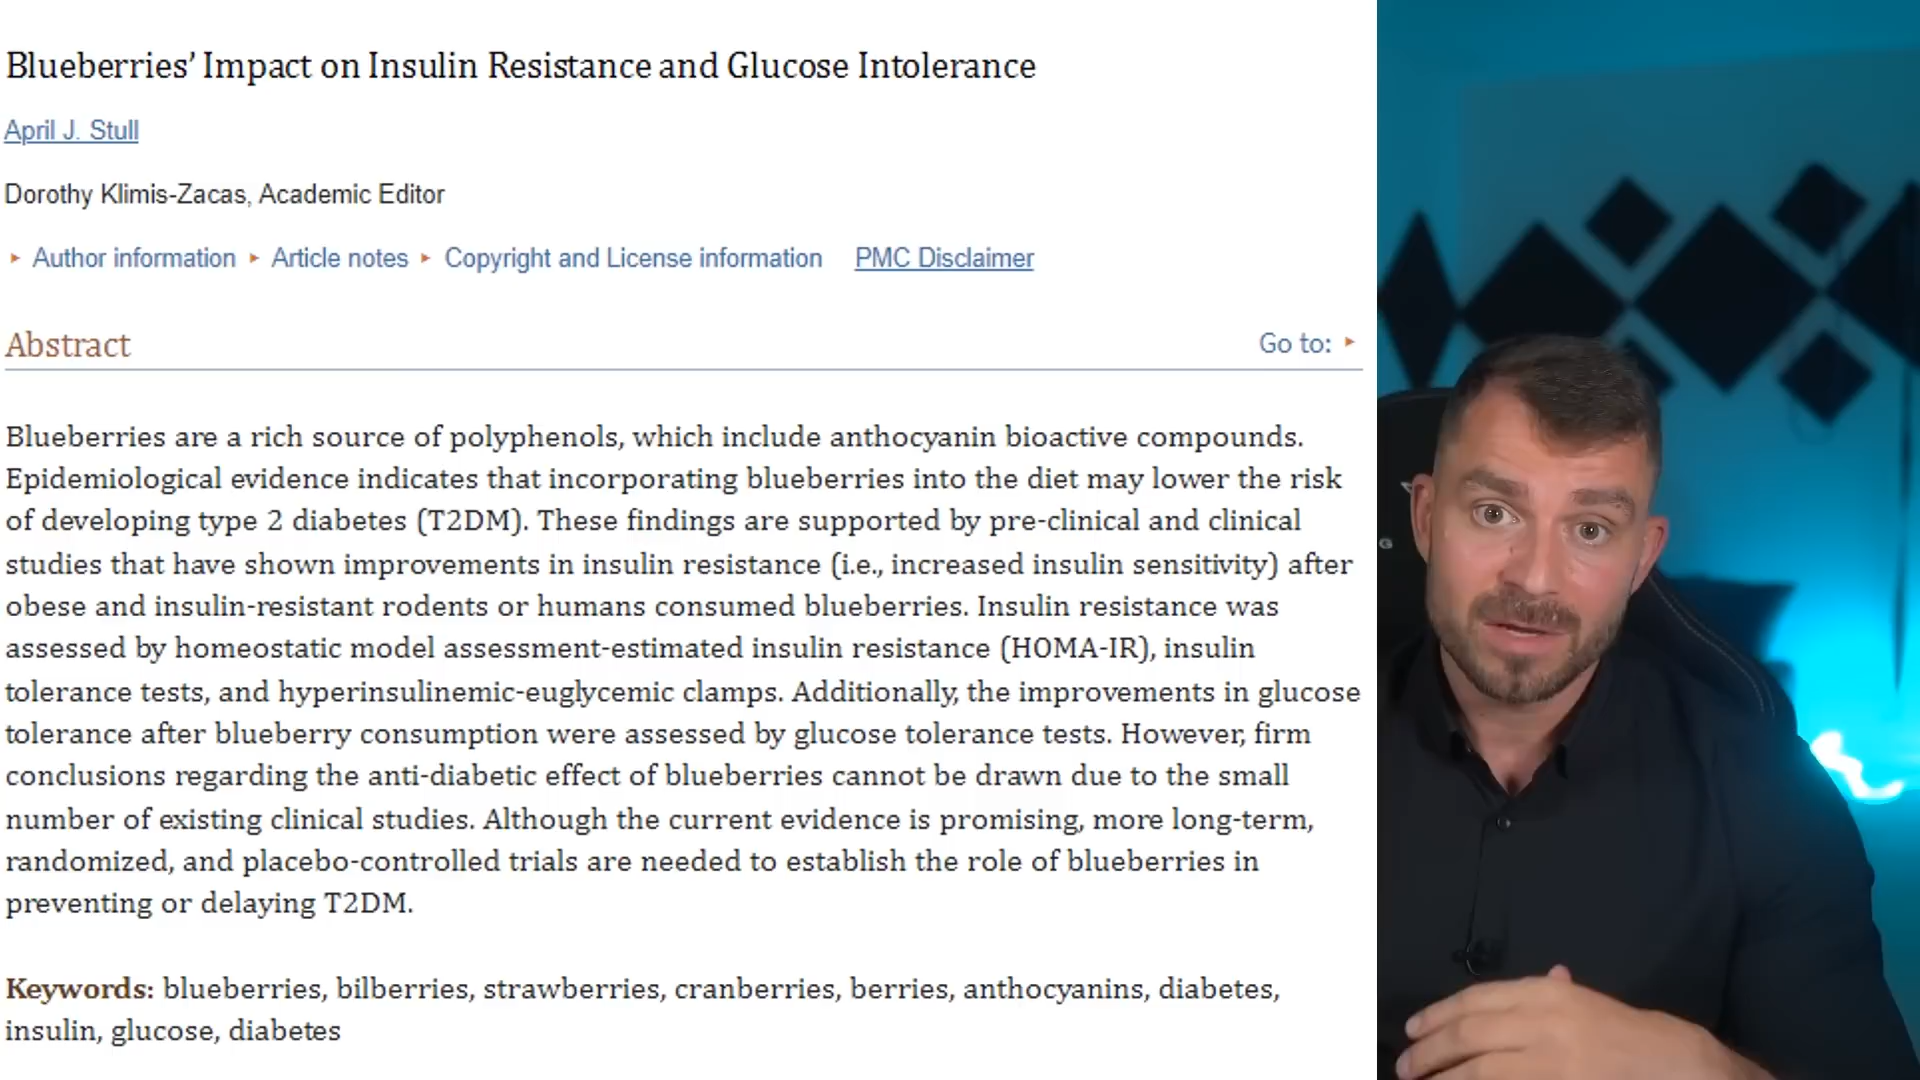 Blueberries’ Impact on Insulin Resistance and Glucose Intolerance
April J. Stull
Dorothy Klimis-Zacas, Academic Editor
Author information Article notes Copyright and License information PMC Disclaimer
Abstract Go to:
Blueberries are a rich source of polyphenols, which include anthocyanin bioactive compounds.
Epidemiological evidence indicates that incorporating blueberries into the diet may lower the risk
of developing type 2 diabetes (T2DM). These findings are supported by pre-clinical and clinical
studies that have shown improvements in insulin resistance (i.e., increased insulin sensitivity) after
obese and insulin-resistant rodents or humans consumed blueberries. Insulin resistance was
assessed by homeostatic model assessment-estimated insulin resistance (HOMA-IR), insulin
tolerance tests, and hyperinsulinemic-euglycemic clamps. Additionally, the improvements in glucose
tolerance after blueberry consumption were assessed by glucose tolerance tests. However, firm
conclusions regarding the anti-diabetic effect of blueberries cannot be drawn due to the small
number of existing clinical studies. Although the current evidence is promising, more long-term,
randomized, and placebo-controlled trials are needed to establish the role of blueberries in
preventing or delaying T2DM.
Keywords: blueberries, bilberries, strawberries, cranberries, berries, anthocyanins, diabetes,
insulin, glucose, diabetes